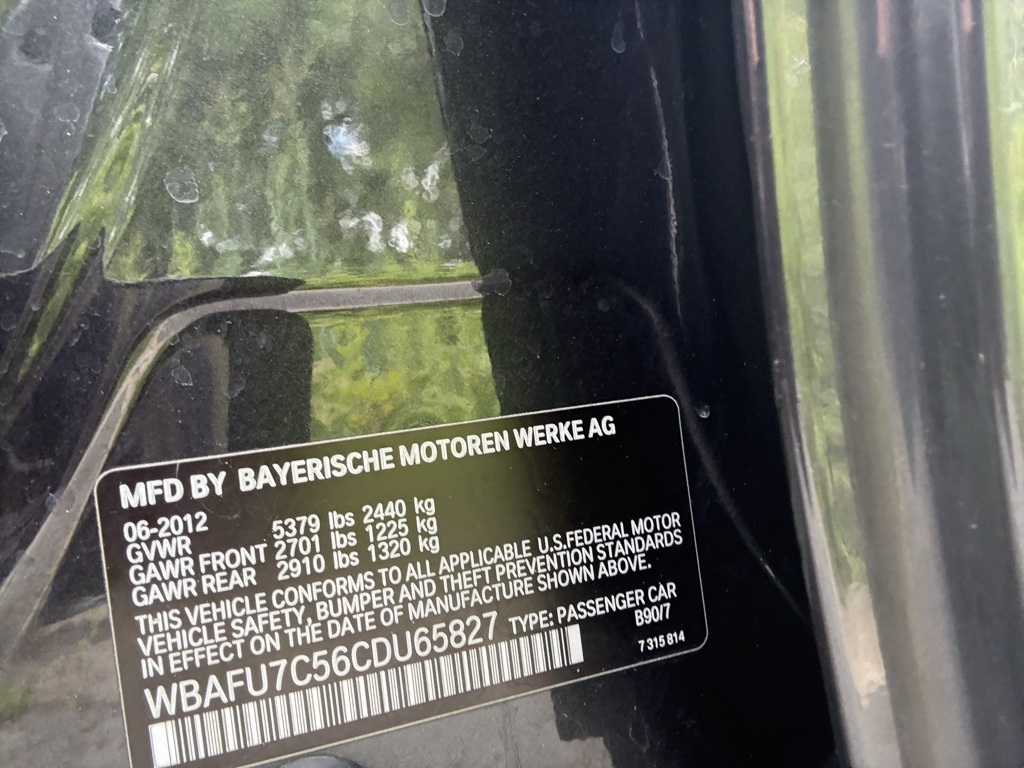 MFD BY BAYERISCHE MOTOREN WERKE AG
06-2012
GVWR 5379 lbs 2440 kg
GAWR FRONT 2701 lbs 1225 kg
GAWR REAR 2910 lbs 1320 kg
THIS VEHICLE CONFORMS TO ALL APPLICABLE U.S.FEDERAL MOTOR
VEHICLE SAFETY, BUMPER AND THEFT PREVENTION STANDARDS
IN EFFECT ON THE DATE OF MANUFACTURE SHOWN ABOVE.
WBAFU7C56CDU65827 TYPE: PASSENGER CAR
B90/7
7 315 814